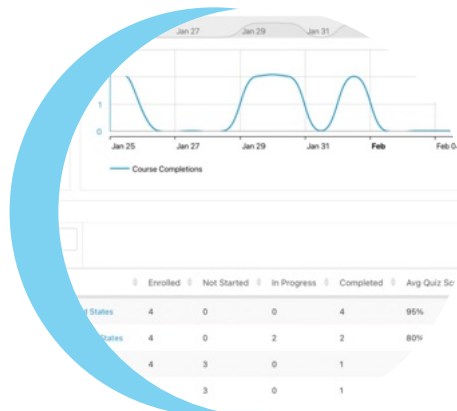 Jan 27 Jan 29 Jan 31
1
0
Jan 25 Jan 27 Jan 29 Jan 31 Feb Feb
Course Completions
Enrolled Not Started In Progress Completed Avg Quiz
States 4 0 0 4 95%
States 4 0 2 2 80%
4 3 0 1
3 0 1